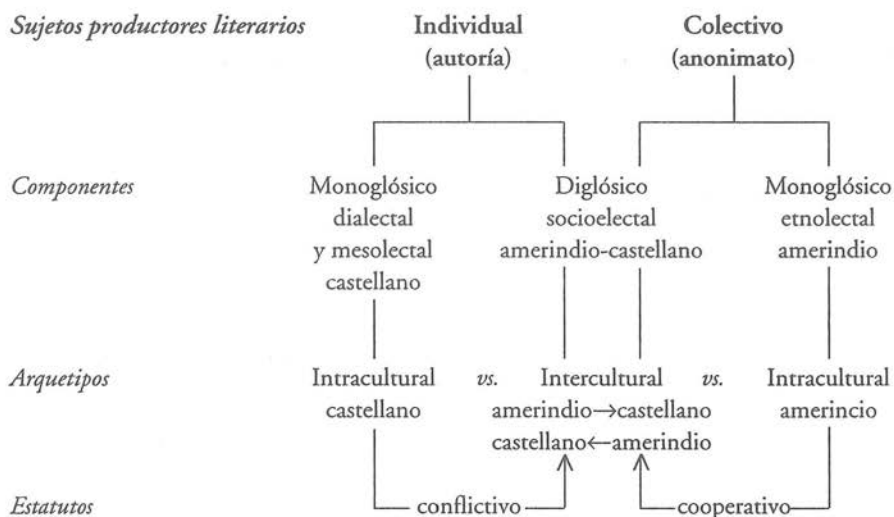 Sujetos productores literarios Individual Colectivo
(autoría) (anonimato)
Componentes Monoglósico Diglósico Monoglósico
dialectal socioelectal etnolectal
y mesolectal amerindio-castellano amerindio
castellano
Arquetipos Intracultural vs. Intercultural vs. Intracultural
castellano amerindio→castellano amerincio
castellano←amerindio
Estatutos conflictivo cooperativo